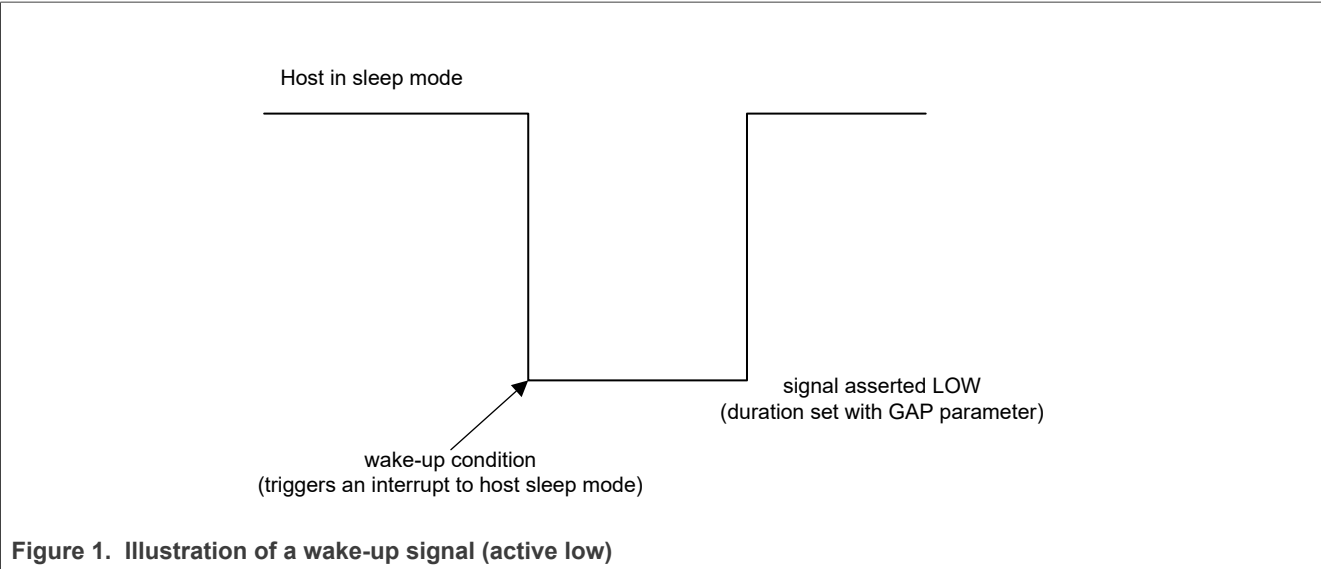 Host in sleep mode
signal asserted LOW
(duration set with GAP parameter)
wake-up condition
(triggers an interrupt to host sleep mode)
Figure 1. Illustration of a wake-up signal (active low)